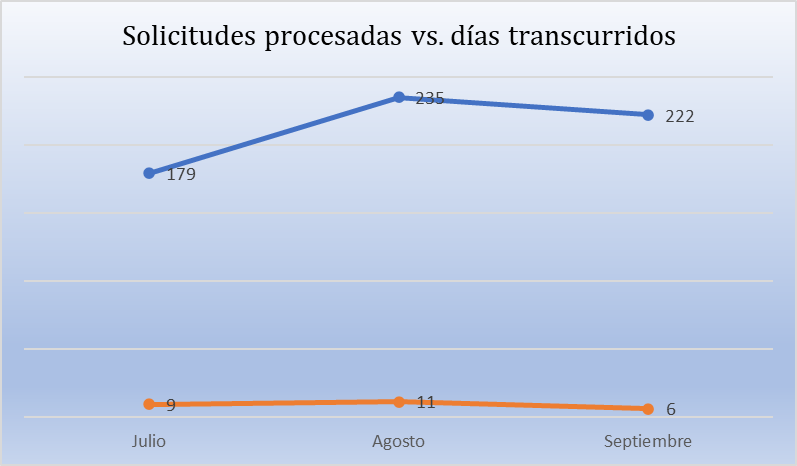 Solicitudes procesadas vs. días transcurridos
235
222
179
9
11
6
Julio
Agosto
Septiembre